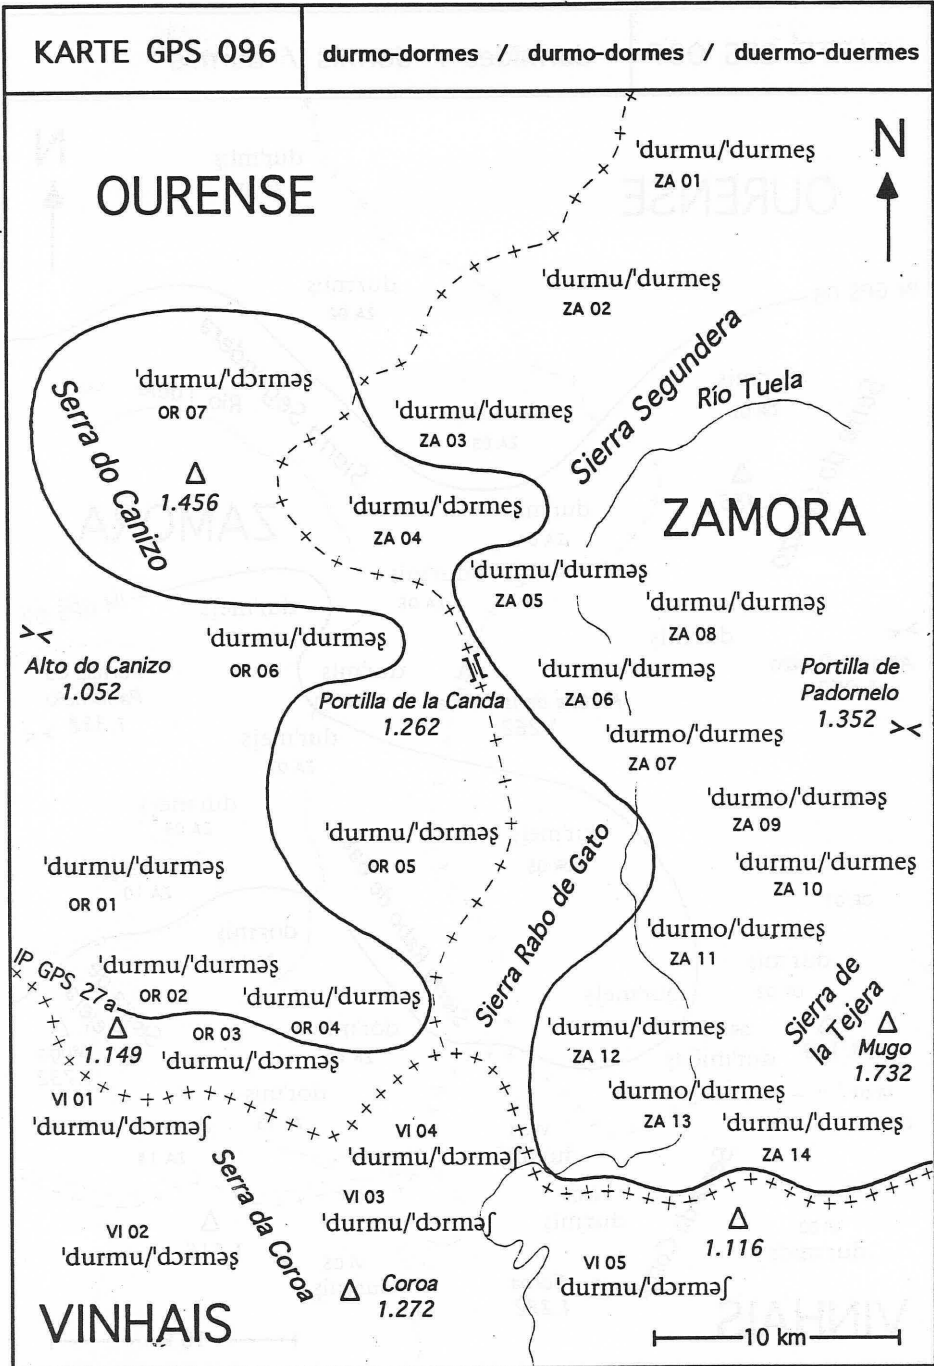 KARTE GPS 096
durmo-dormes / durmo-dormes / duermo-duermes
N
OURENSE
'durmu/'durmeş
ZA 01
'durmu/'durmeş
ZA 02
Sierra Segundera
Río Tuela
'durmu/'dɔrməş
OR 07
Serra do Canizo
1.456
'durmu/'durmeş
ZA 03
'durmu/'dɔrmeş
ZA 04
ZAMORA
'durmu/'durməş
ZA 05
'durmu/'durməş
ZA 08
'durmu/'durməş
OR 06
Alto do Canizo
1.052
Portilla de la Canda
1.262
'durmu/'durməş
ZA 06
Portilla de
Padornelo
1.352
'durmo/'durmeş
ZA 07
'durmo/'durməş
ZA 09
'durmu/'dɔrməş
OR 05
'durmu/'durmeş
ZA 10
'durmu/'durməş
OR 01
Sierra Rabo de Gato
'durmo/'durmeş
ZA 11
IP GPS 27a
'durmu/'durməş
OR 02
'durmu/'durməş
OR 04
1.149
OR 03
'durmu/'dɔrməş
'durmu/'durmeş
ZA 12
Sierra de
la Tejera
Mugo
1.732
'durmo/'durmeş
ZA 13
'durmu/'durmeş
ZA 14
VI 01
'durmu/'dɔrməʃ
VI 04
'durmu/'dɔrməʃ
Serra da Coroa
VI 03
'durmu/'dɔrməʃ
VI 02
'durmu/'dɔrməş
1.116
VI 05
'durmu/'dɔrməʃ
Coroa
1.272
VINHAIS
10 km